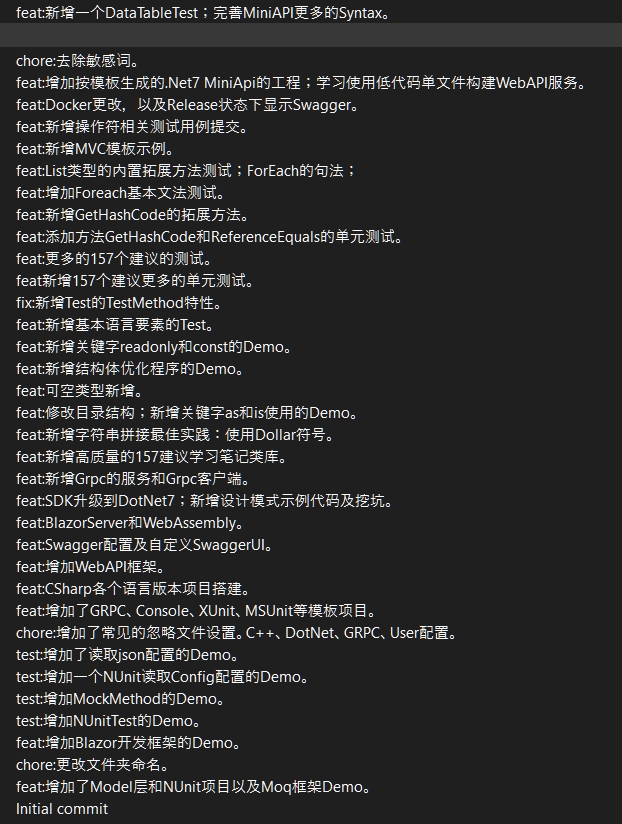 feat:新增一个DataTableTest；完善MiniAPI更多的Syntax。
chore:去除敏感词。
feat:增加按模板生成的.Net7 MiniApi的工程；学习使用低代码单文件构建WebAPI服务。
feat:Docker更改，以及Release状态下显示Swagger。
feat:新增操作符相关测试用例提交。
feat:新增MVC模板示例。
feat:List类型的内置拓展方法测试；ForEach的句法；
feat:增加Foreach基本文法测试。
feat:新增GetHashCode的拓展方法。
feat:添加方法GetHashCode和ReferenceEquals的单元测试。
feat:更多的157个建议的测试。
feat新增157个建议更多的单元测试。
fix:新增Test的TestMethod特性。
feat:新增基本语言要素的Test。
feat:新增关键字readonly和const的Demo。
feat:新增结构体优化程序的Demo。
feat:可空类型新增。
feat:修改目录结构；新增关键字as和is使用的Demo。
feat:新增字符串拼接最佳实践：使用Dollar符号。
feat:新增高质量的157建议学习笔记类库。
feat:新增Grpc的服务和Grpc客户端。
feat:SDK升级到DotNet7；新增设计模式示例代码及挖坑。
feat:BlazorServer和WebAssembly。
feat:Swagger配置及自定义SwaggerUI。
feat:增加WebAPI框架。
feat:CSharp各个语言版本项目搭建。
feat:增加了GRPC、Console、XUnit、MSUnit等模板项目。
chore:增加了常见的忽略文件设置。C++、DotNet、GRPC、User配置。
test:增加了读取json配置的Demo。
test:增加一个NUnit读取Config配置的Demo。
test:增加MockMethod的Demo。
test:增加NUnitTest的Demo。
feat:增加Blazor开发框架的Demo。
chore:更改文件夹命名。
feat:增加了Model层和NUnit项目以及Moq框架Demo。
Initial commit